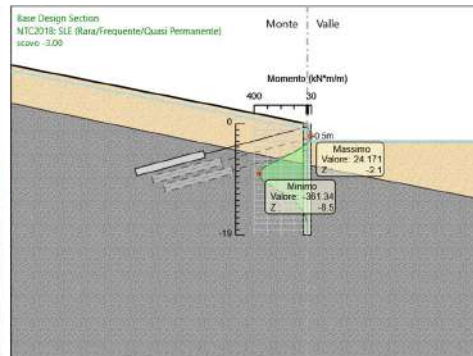 Base Design Section
NTC2018: SLE (Rara/Frequente/Quasi Permanente)
scavo -3.00
Monte Valle
Momento (kN*m/m)
400 30
0
-0.5m
Massimo
Valore: 24.171
Z -2.1
Minimo
Valore: -361.34
Z -8.5
-19